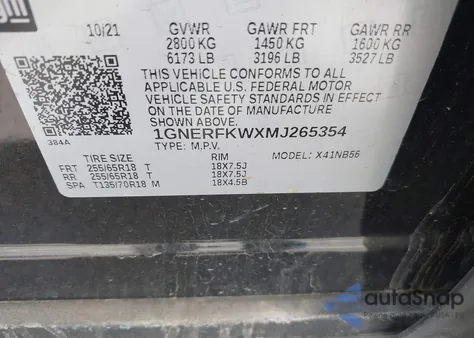 gm
10/21 GVWR GAWR FRT GAWR RR
2800 KG 1450 KG 1600 KG
6173 LB 3196 LB 3527 LB
THIS VEHICLE CONFORMS TO ALL
APPLICABLE U.S. FEDERAL MOTOR
VEHICLE SAFETY STANDARDS IN EFFECT
ON THE DATE OF MANUFACTURE
SHOWN ABOVE.
1GNERFKWXMJ265354
384A
TYPE: M.P.V. MODEL: X41NB56
TIRE SIZE RIM
FRT 255/65R18 T 18X7.5J
RR 255/65R18 T 18X7.5J
SPA T135/70R18 M 18X4.5B
autoSnap